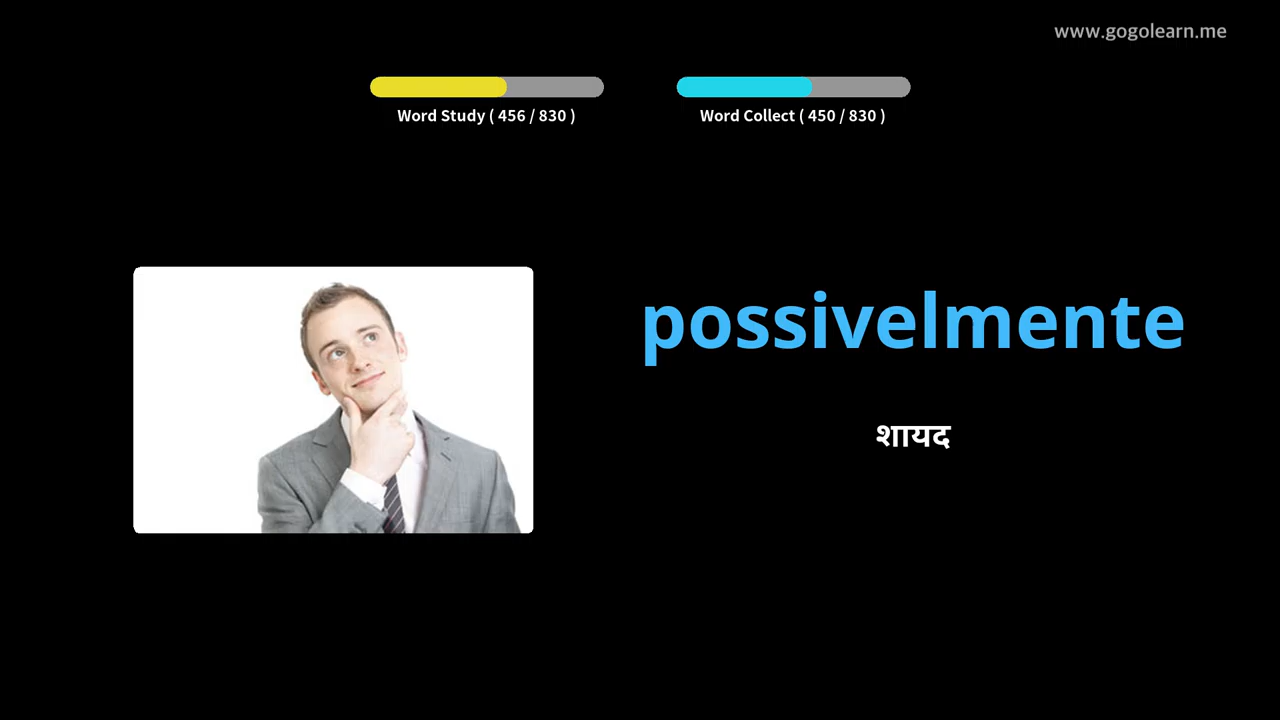 www.gogolearn.me
Word Study ( 456 / 830 )
Word Collect ( 450 / 830 )
possivelmente
शायद